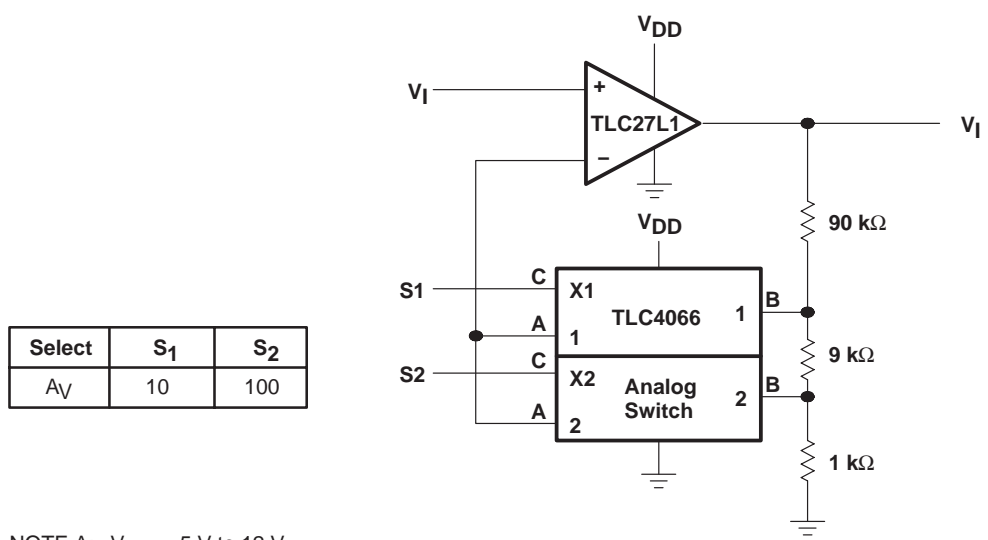 VDD
VI
+
TLC27L1
VI
−
90 kΩ
VDD
S1
C
X1
TLC4066
1
B
A
1
9 kΩ
Select S1 S2
AV 10 100
S2
C
X2
Analog
Switch
2
B
A
2
1 kΩ